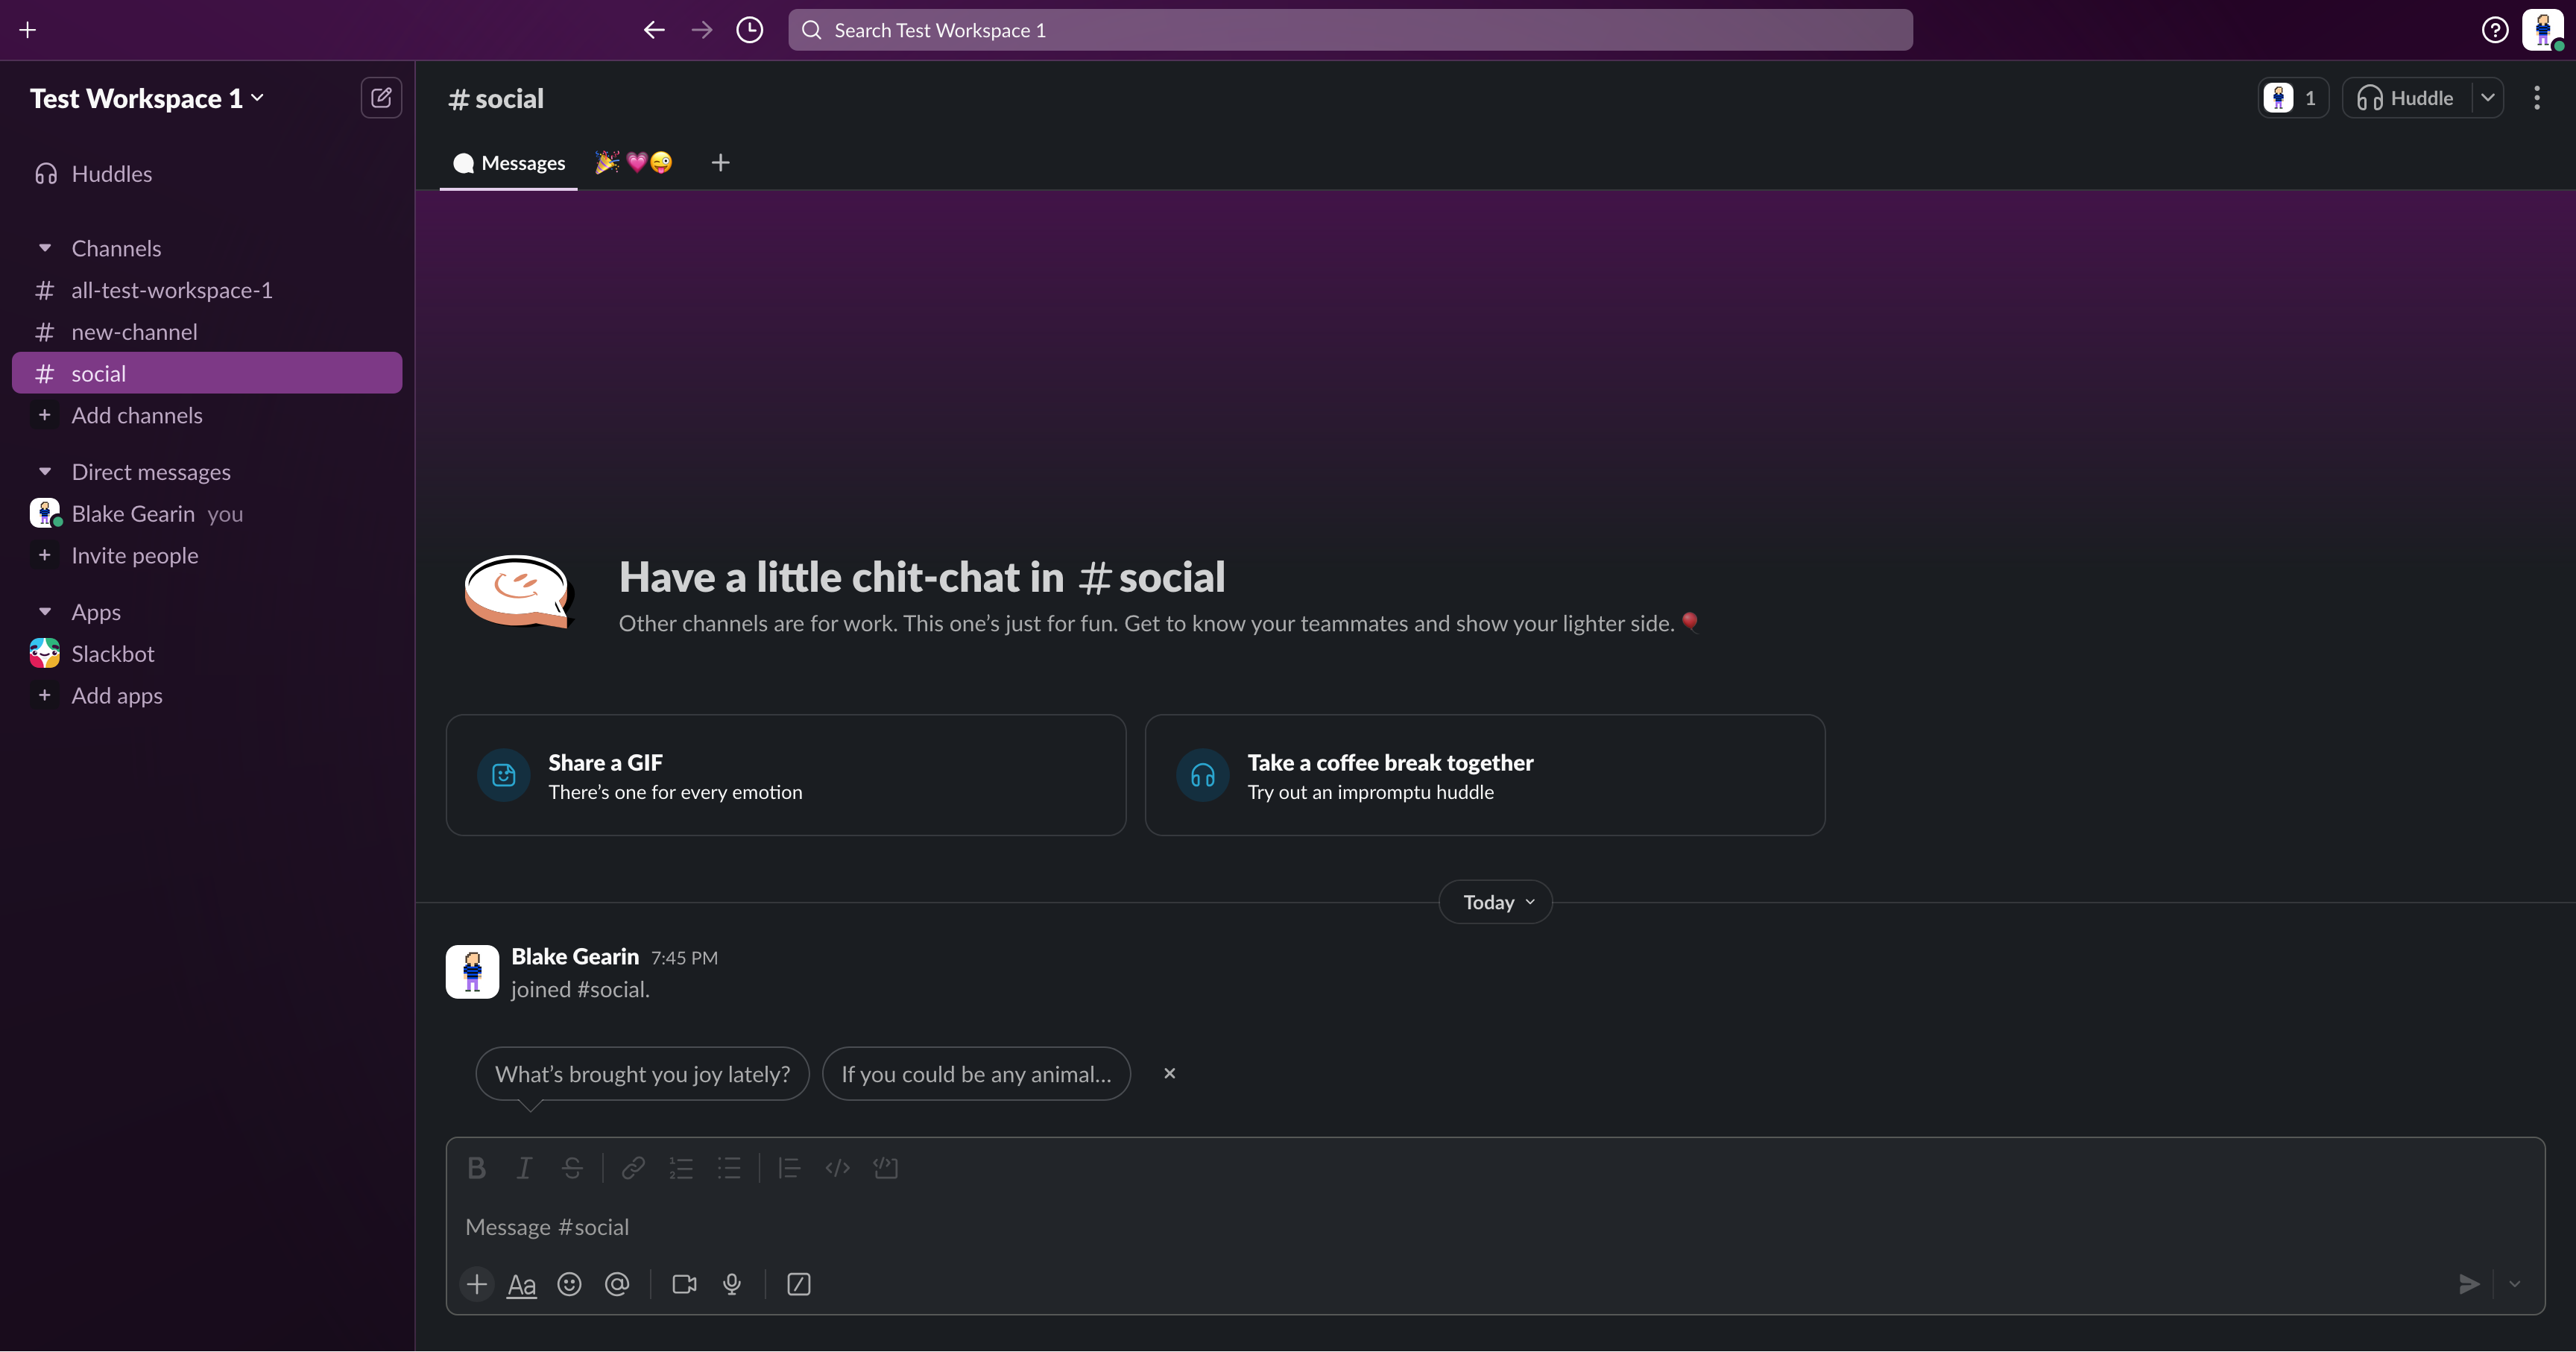 Search Test Workspace 1
Test Workspace 1
Huddles
Channels
# all-test-workspace-1
# new-channel
# social
+ Add channels
Direct messages
Blake Gearin you
+ Invite people
Apps
Slackbot
+ Add apps
# social
1
Huddle
Messages
🎉 💗😜
Have a little chit-chat in # social
Other channels are for work. This one’s just for fun. Get to know your teammates and show your lighter side. 🎈
Share a GIF
There’s one for every emotion
Take a coffee break together
Try out an impromptu huddle
Today
Blake Gearin 7:45 PM
joined #social.
What’s brought you joy lately?
If you could be any animal...
Message #social
Aa